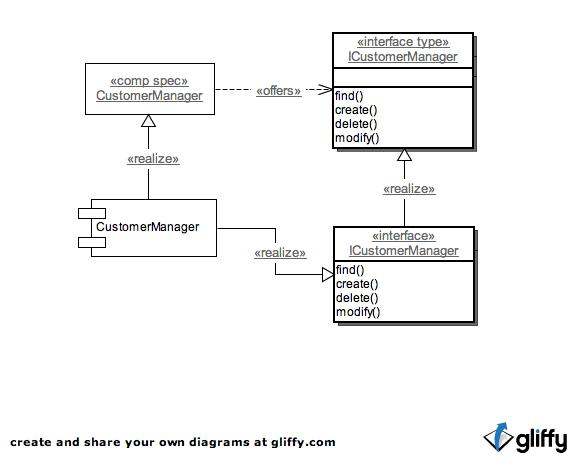 «interface type»
ICustomerManager
find()
create()
delete()
modify()
«comp spec»
CustomerManager
«offers»
«realize»
«realize»
CustomerManager
«realize»
«interface»
ICustomerManager
find()
create()
delete()
modify()
create and share your own diagrams at gliffy.com
gliffy